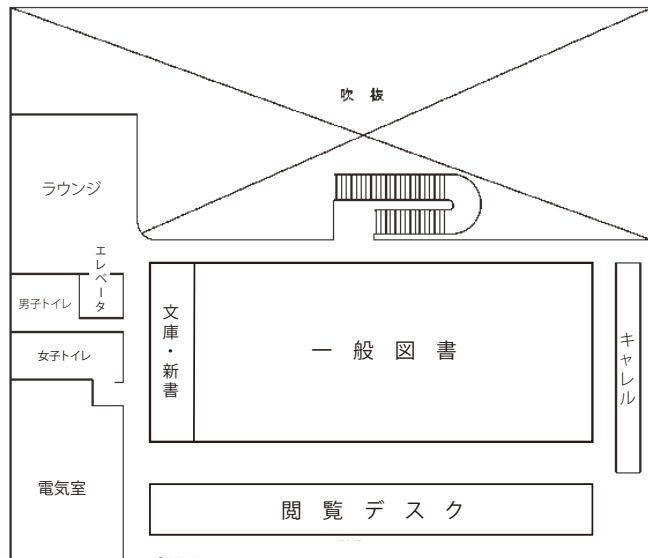 吹 抜
ラウンジ
エレベータ
男子トイレ
女子トイレ
文庫・新書
一 般 図 書
キャレル
電気室
閲 覧 デ ス ク